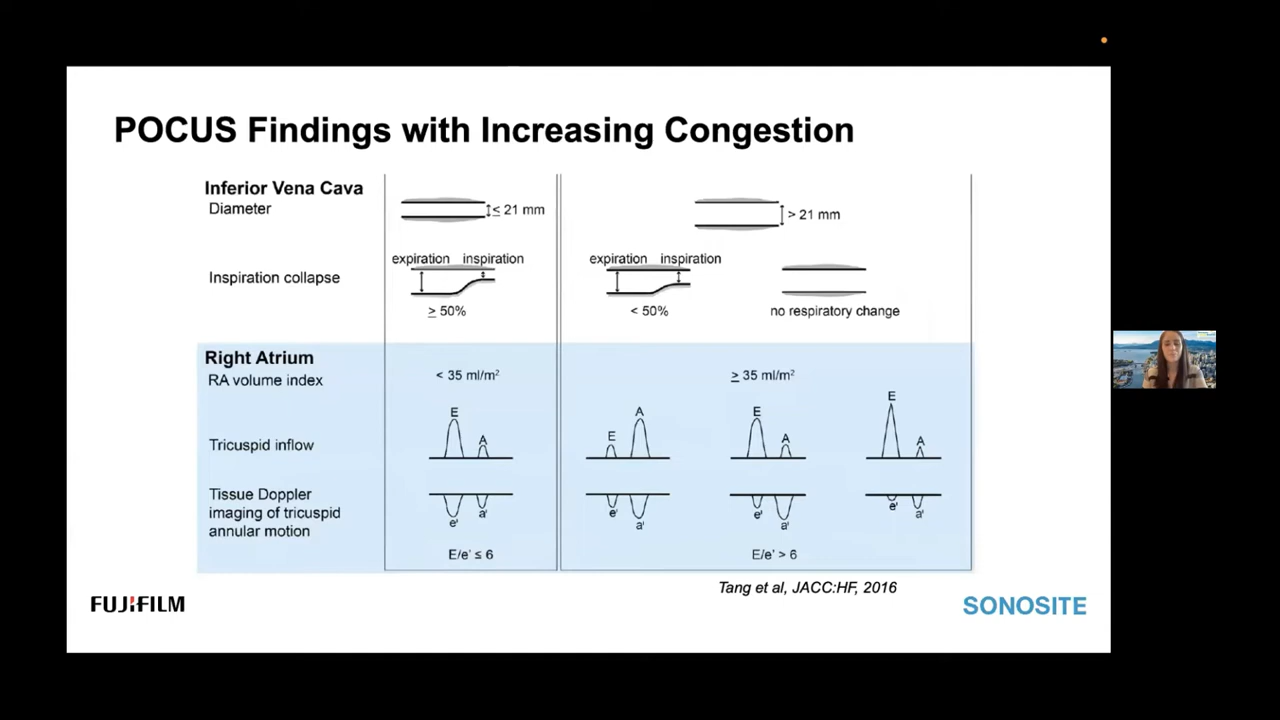 POCUS Findings with Increasing Congestion
Inferior Vena Cava
Diameter
≤ 21 mm
> 21 mm
expiration inspiration
expiration inspiration
Inspiration collapse
≥ 50%
< 50%
no respiratory change
Right Atrium
RA volume index
< 35 ml/m²
≥ 35 ml/m²
Tricuspid inflow
E A
E A
E A
E A
Tissue Doppler
imaging of tricuspid
annular motion
e' a'
e' a'
e' a'
e' a'
E/e' ≤ 6
E/e' > 6
Tang et al, JACC:HF, 2016
FUJIFILM
SONOSITE